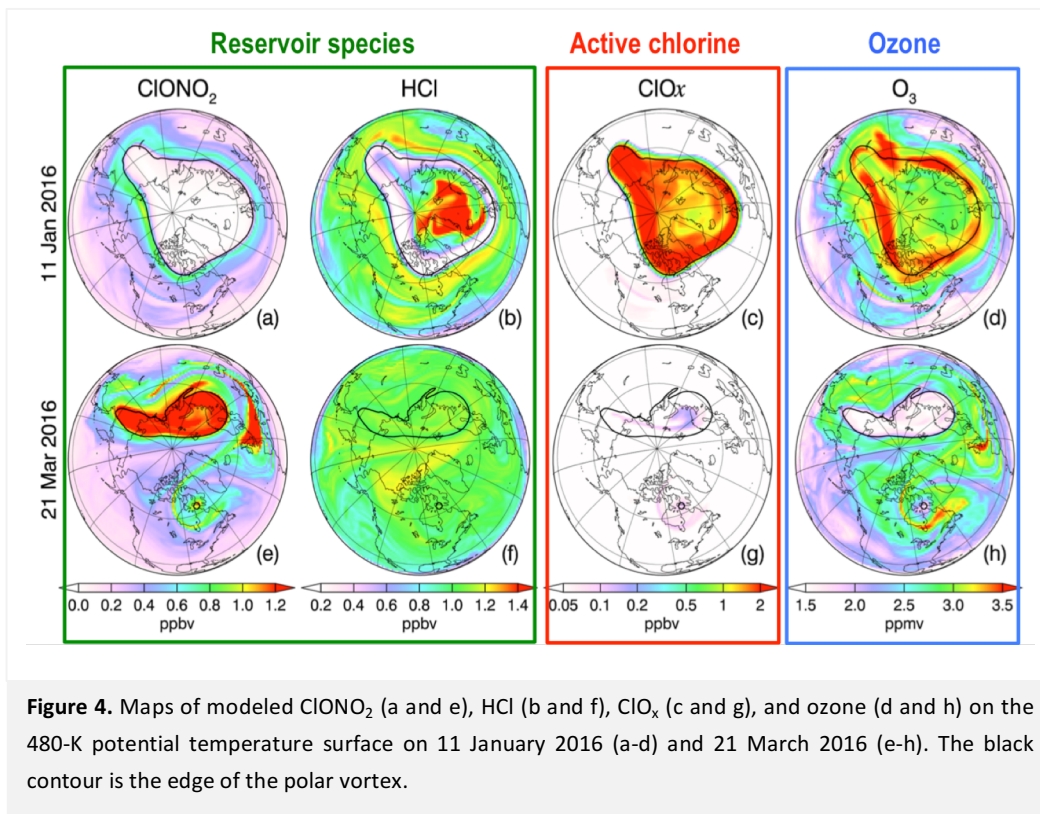 Reservoir species
Active chlorine
Ozone
ClONO₂
HCl
ClOx
O₃
11 Jan 2016
(a)
(b)
(c)
(d)
21 Mar 2016
(e)
(f)
(g)
(h)
0.0 0.2 0.4 0.6 0.8 1.0 1.2
ppbv
0.2 0.4 0.6 0.8 1.0 1.2 1.4
ppbv
0.05 0.1 0.2 0.5 1 2
ppbv
1.5 2.0 2.5 3.0 3.5
ppmv
Figure 4. Maps of modeled ClONO₂ (a and e), HCl (b and f), ClOₓ (c and g), and ozone (d and h) on the
480-K potential temperature surface on 11 January 2016 (a-d) and 21 March 2016 (e-h). The black
contour is the edge of the polar vortex.